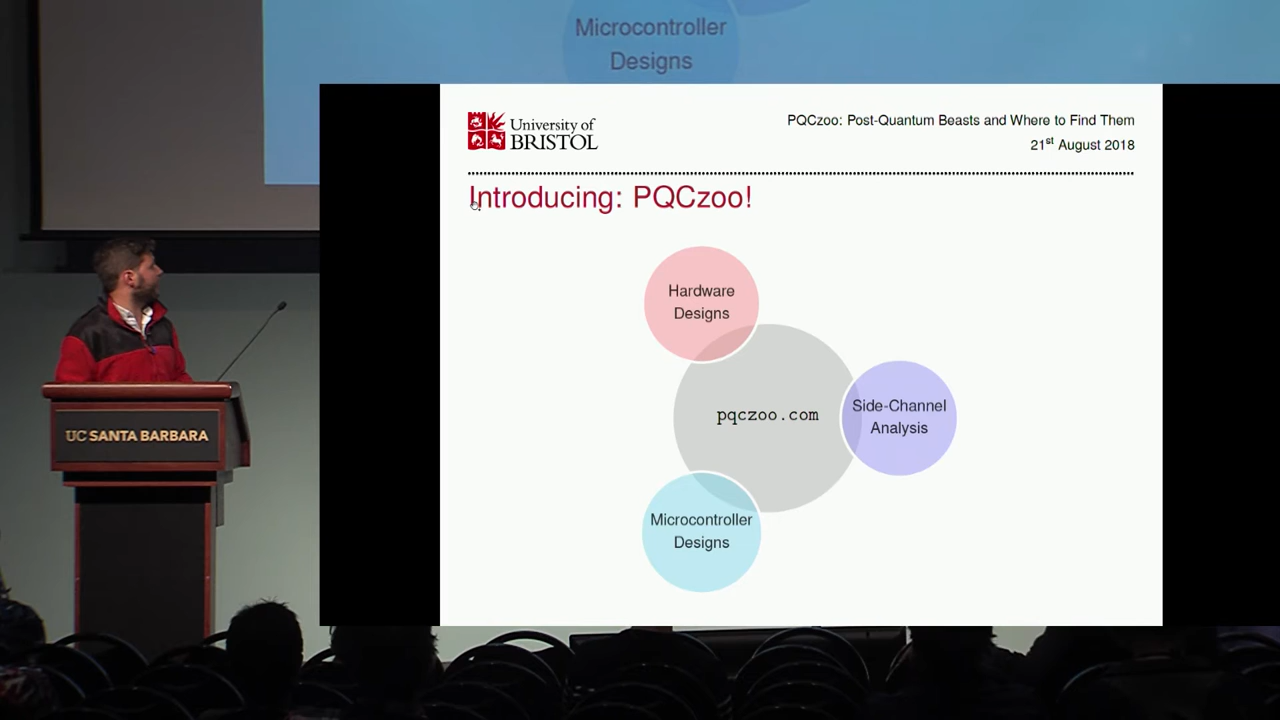 Microcontroller
Designs
University of
BRISTOL
PQCzoo: Post-Quantum Beasts and Where to Find Them
21st August 2018
Introducing: PQCzoo!
Hardware
Designs
pqczoo.com
Side-Channel
Analysis
Microcontroller
Designs
UC SANTA BARBARA